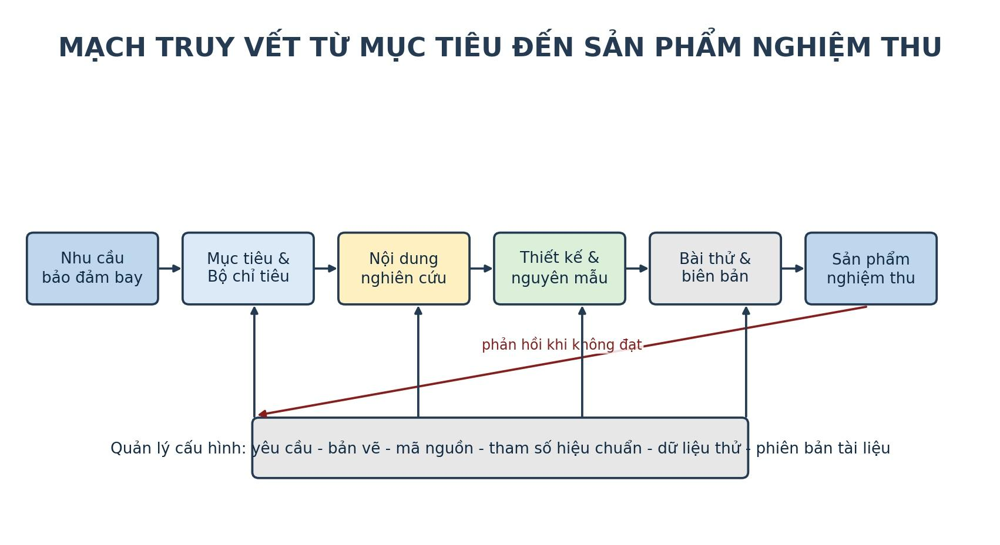 MẠCH TRUY VẾT TỪ MỤC TIÊU ĐẾN SẢN PHẨM NGHIỆM THU
Nhu cầu
bảo đảm bay
Mục tiêu &
Bộ chỉ tiêu
Nội dung
nghiên cứu
Thiết kế &
nguyên mẫu
Bài thử &
biên bản
Sản phẩm
nghiệm thu
phản hồi khi không đạt
Quản lý cấu hình: yêu cầu - bản vẽ - mã nguồn - tham số hiệu chuẩn - dữ liệu thử - phiên bản tài liệu